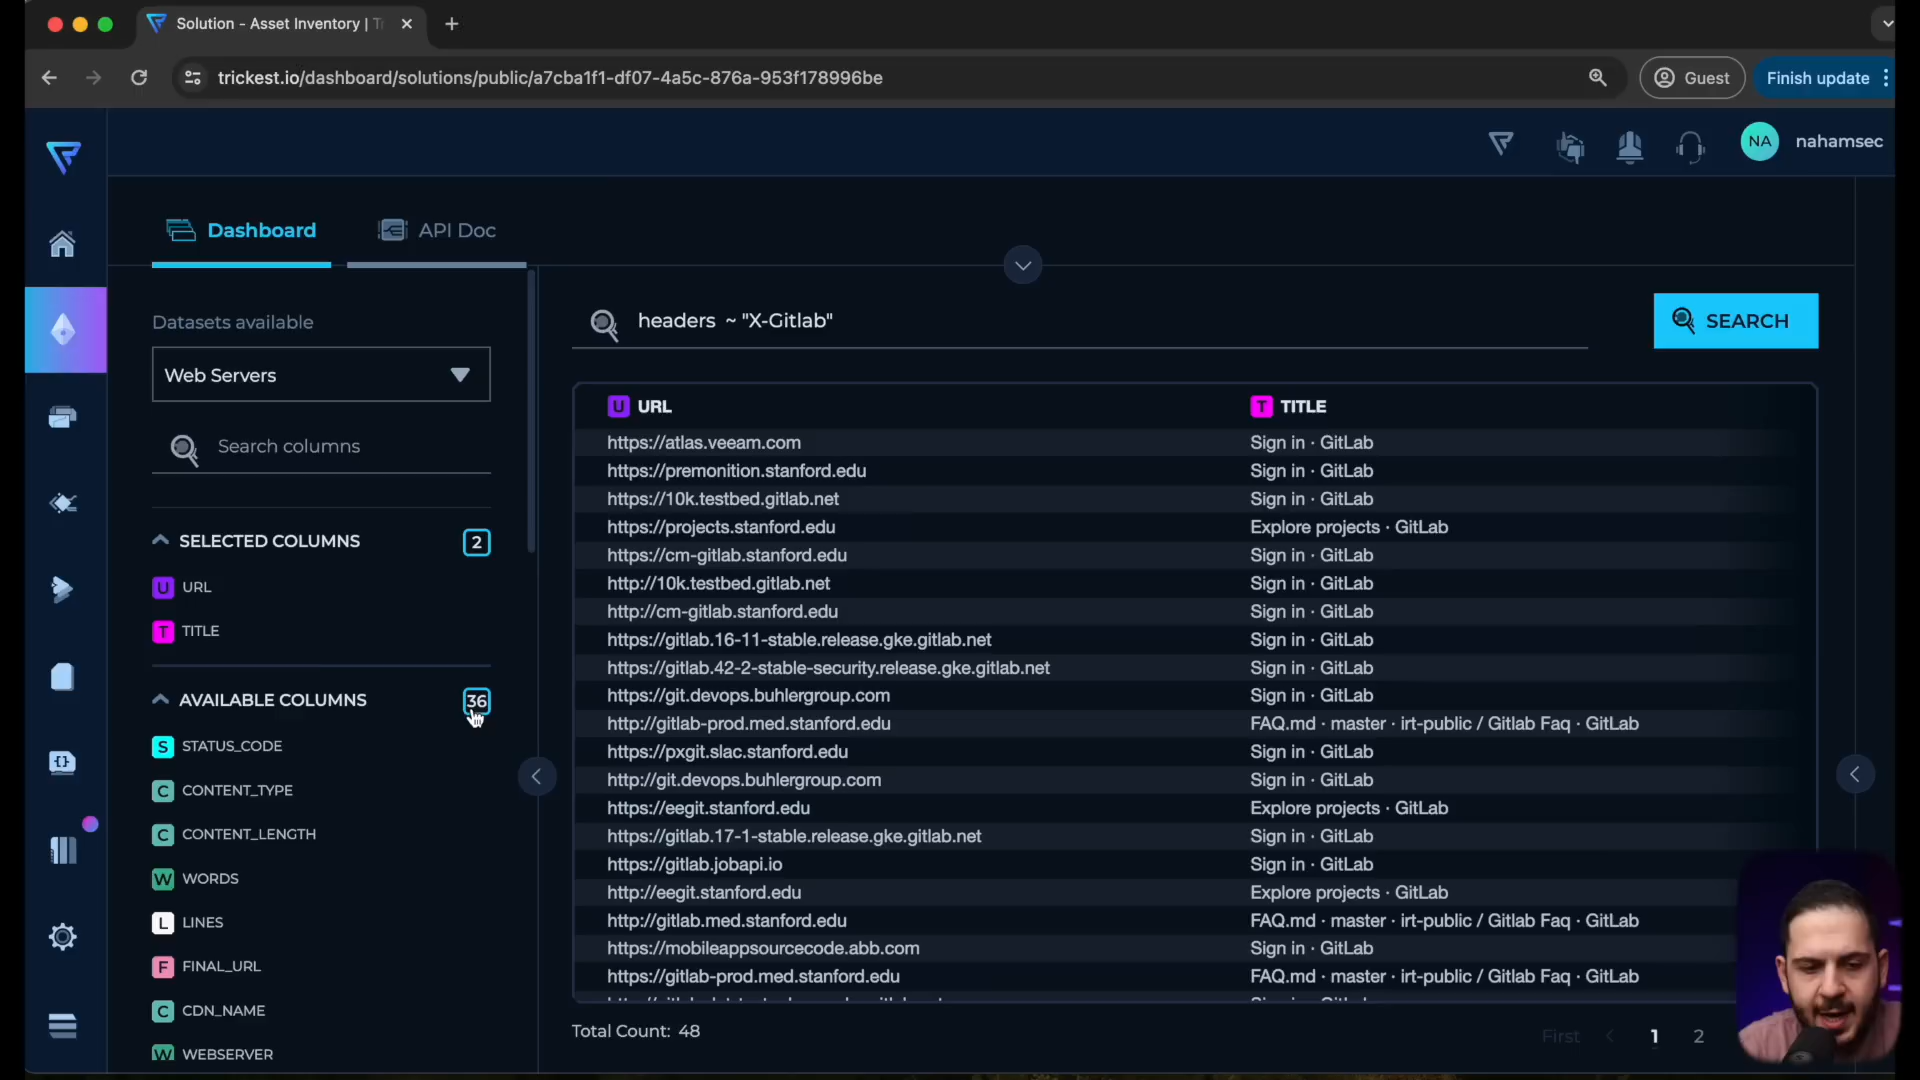 Solution - Asset Inventory | Tr
trickest.io/dashboard/solutions/public/a7cba1f1-df07-4a5c-876a-953f178996be
Guest
Finish update
NA
nahamsec
Dashboard
API Doc
Datasets available
Web Servers
Search columns
SELECTED COLUMNS
2
U URL
T TITLE
AVAILABLE COLUMNS
36
S STATUS_CODE
C CONTENT_TYPE
C CONTENT_LENGTH
W WORDS
L LINES
F FINAL_URL
C CDN_NAME
W WEBSERVER
headers ~ "X-Gitlab"
SEARCH
U URL
T TITLE
https://atlas.veeam.com Sign in · GitLab
https://premonition.stanford.edu Sign in · GitLab
https://10k.testbed.gitlab.net Sign in · GitLab
https://projects.stanford.edu Explore projects · GitLab
https://cm-gitlab.stanford.edu Sign in · GitLab
http://10k.testbed.gitlab.net Sign in · GitLab
http://cm-gitlab.stanford.edu Sign in · GitLab
https://gitlab.16-11-stable.release.gke.gitlab.net Sign in · GitLab
https://gitlab.42-2-stable-security.release.gke.gitlab.net Sign in · GitLab
https://git.devops.buhlergroup.com Sign in · GitLab
http://gitlab-prod.med.stanford.edu FAQ.md · master · irt-public / Gitlab Faq · GitLab
https://pxgit.slac.stanford.edu Sign in · GitLab
http://git.devops.buhlergroup.com Sign in · GitLab
https://eegit.stanford.edu Explore projects · GitLab
https://gitlab.17-1-stable.release.gke.gitlab.net Sign in · GitLab
https://gitlab.jobapi.io Sign in · GitLab
http://eegit.stanford.edu Explore projects · GitLab
http://gitlab.med.stanford.edu FAQ.md · master · irt-public / Gitlab Faq · GitLab
https://mobileappsourcecode.abb.com Sign in · GitLab
https://gitlab-prod.med.stanford.edu FAQ.md · master · irt-public / Gitlab Faq · GitLab
Total Count: 48
First
1
2